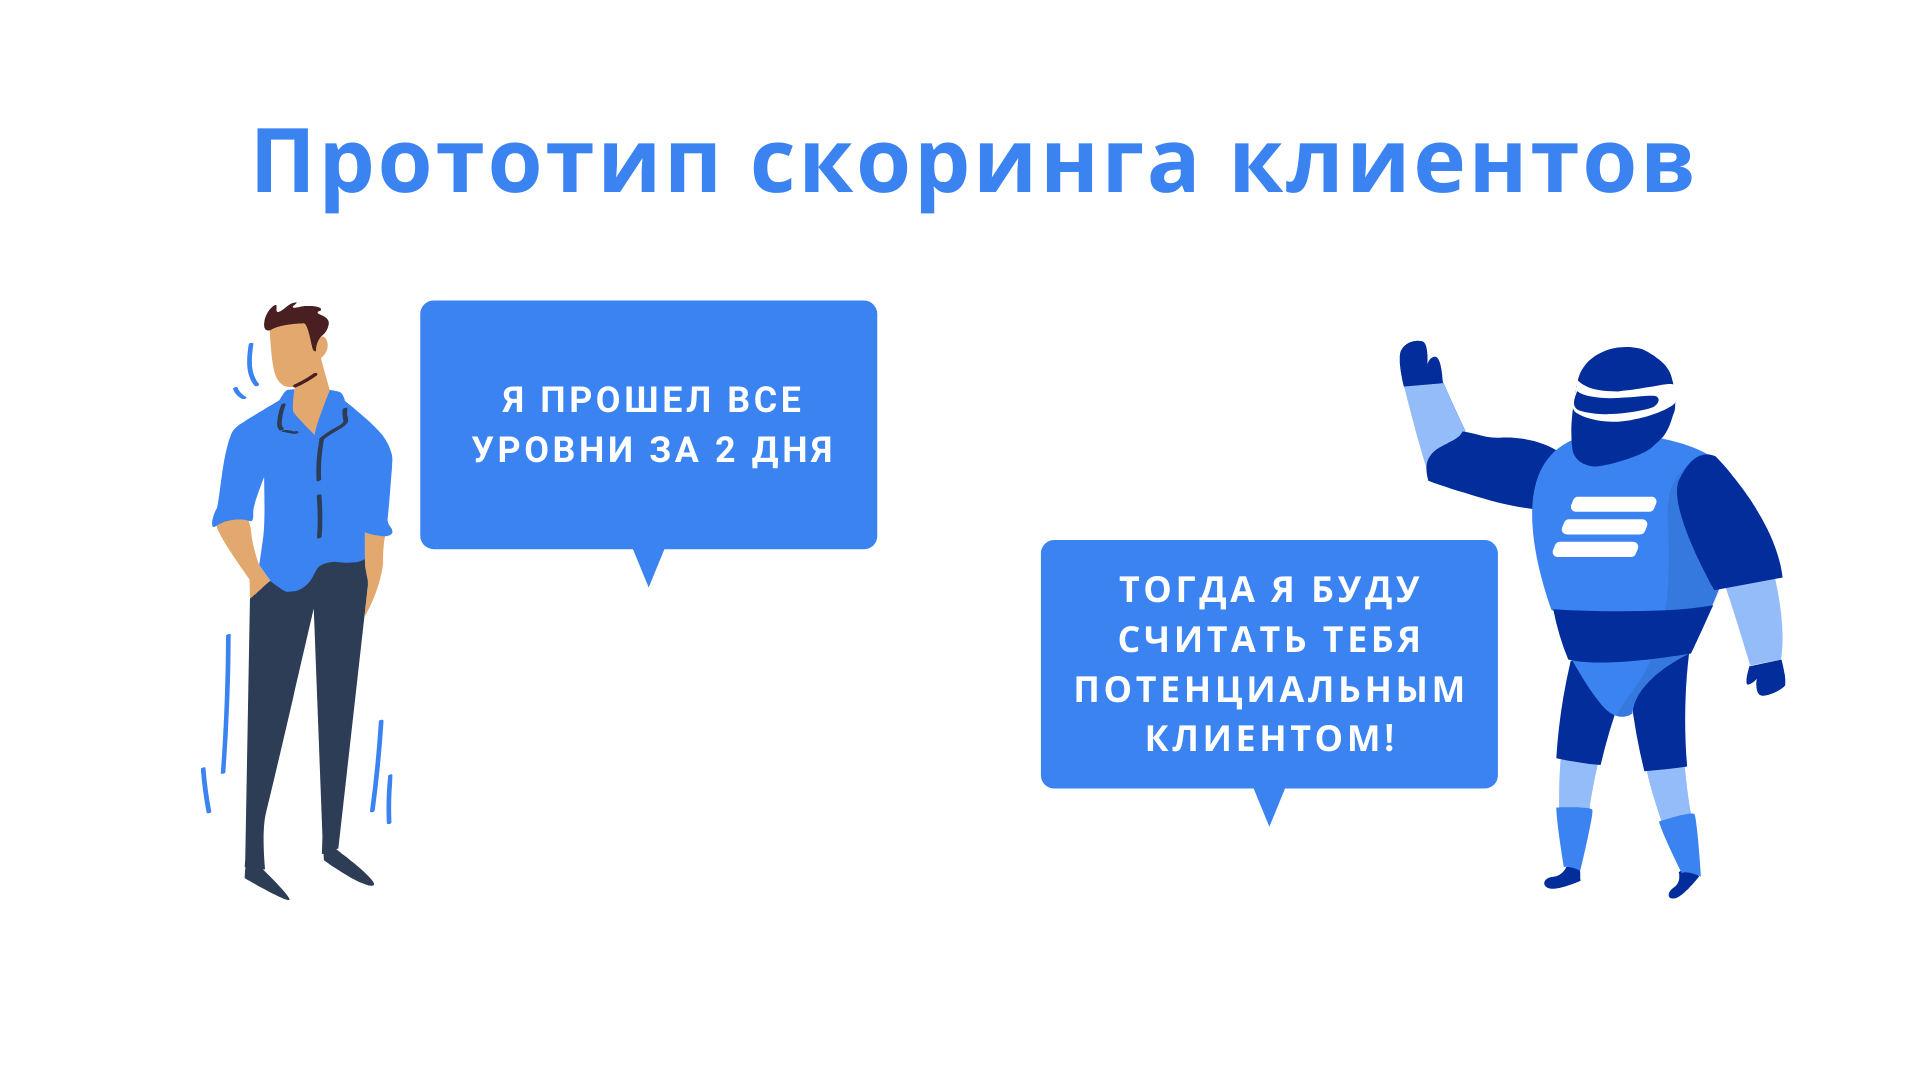 Прототип скоринга клиентов
Я ПРОШЕЛ ВСЕ
УРОВНИ ЗА 2 ДНЯ
ТОГДА Я БУДУ
СЧИТАТЬ ТЕБЯ
ПОТЕНЦИАЛЬНЫМ
КЛИЕНТОМ!